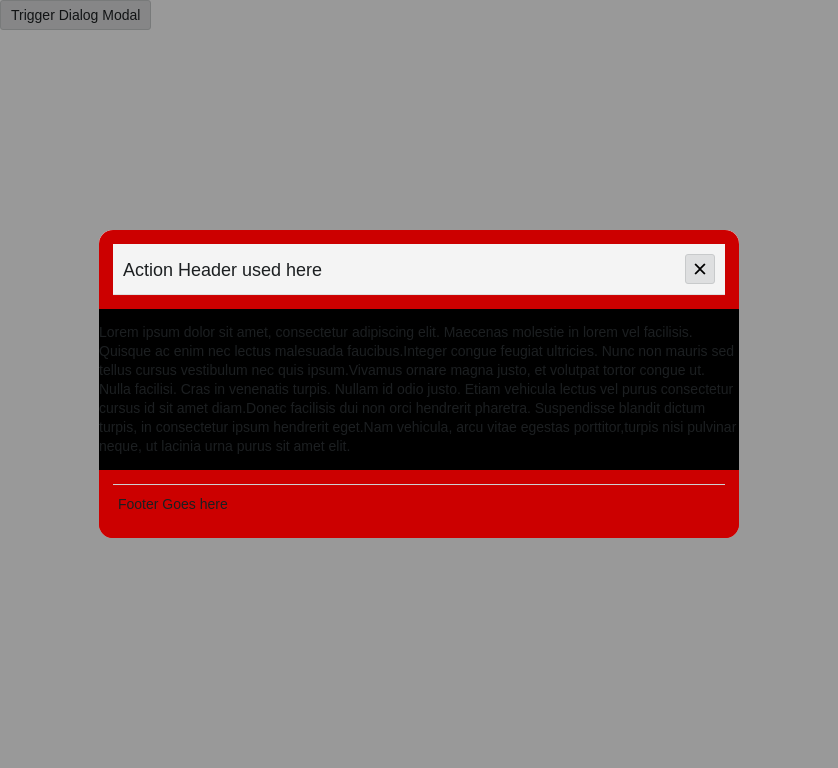 Trigger Dialog Modal
Action Header used here
Lorem ipsum dolor sit amet, consectetur adipiscing elit. Maecenas molestie in lorem vel facilisis.
Quisque ac enim nec lectus malesuada faucibus.Integer congue feugiat ultricies. Nunc non mauris sed
tellus cursus vestibulum nec quis ipsum.Vivamus ornare magna justo, et volutpat tortor congue ut.
Nulla facilisi. Cras in venenatis turpis. Nullam id odio justo. Etiam vehicula lectus vel purus consectetur
cursus id sit amet diam.Donec facilisis dui non orci hendrerit pharetra. Suspendisse blandit dictum
turpis, in consectetur ipsum hendrerit eget.Nam vehicula, arcu vitae egestas porttitor,turpis nisi pulvinar
neque, ut lacinia urna purus sit amet elit.
Footer Goes here